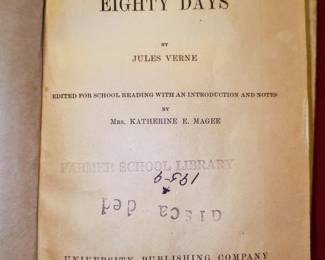 EIGHTY DAYS
BY
JULES VERNE
EDITED FOR SCHOOL READING WITH AN INTRODUCTION AND NOTES
BY
MRS. KATHERINE E. MAGEE
FARMER SCHOOL LIBRARY
Discarded
UNIVERSITY PUBLISHING COMPANY